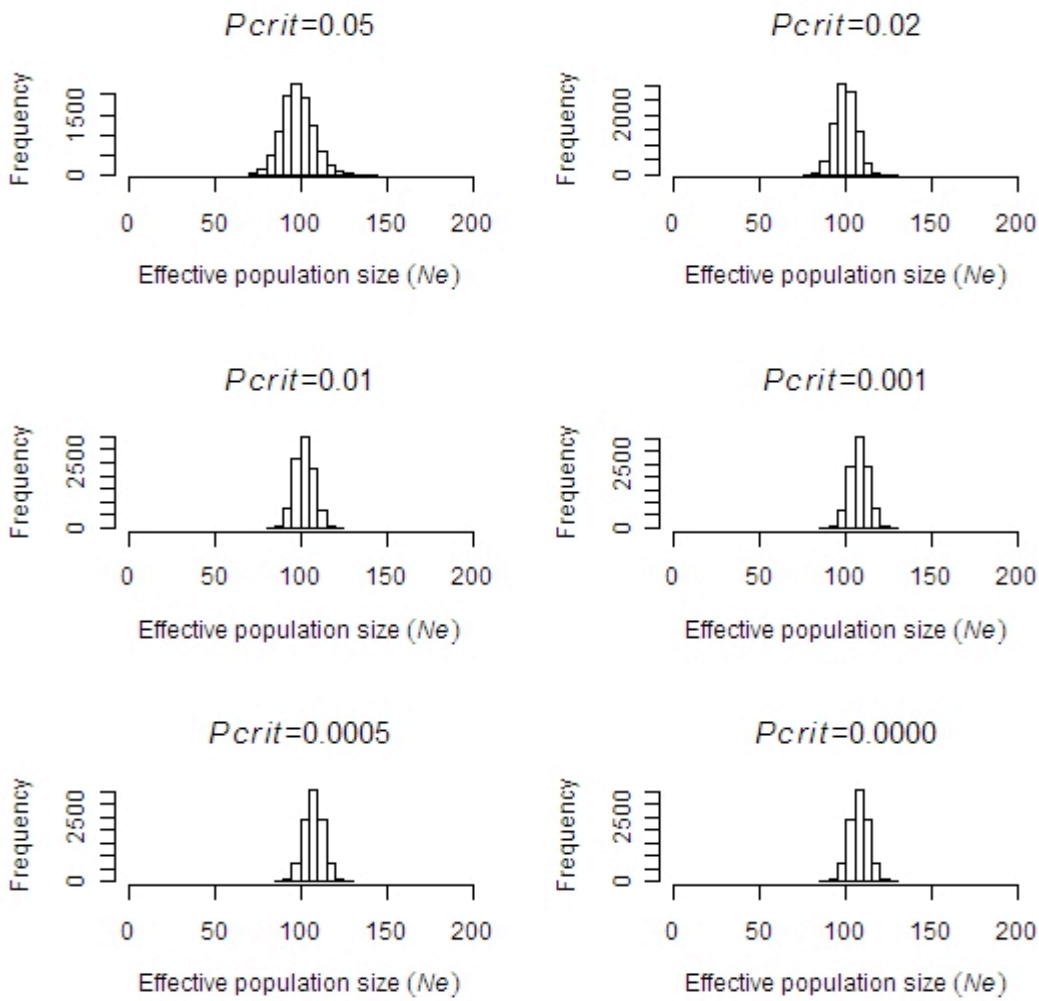 Pcrit=0.05
Frequency
0 1500
0 50 100 150 200
Effective population size (Ne)
Pcrit=0.02
Frequency
0 2000
0 50 100 150 200
Effective population size (Ne)
Pcrit=0.01
Frequency
0 2500
0 50 100 150 200
Effective population size (Ne)
Pcrit=0.001
Frequency
0 2500
0 50 100 150 200
Effective population size (Ne)
Pcrit=0.0005
Frequency
0 2500
0 50 100 150 200
Effective population size (Ne)
Pcrit=0.0000
Frequency
0 2500
0 50 100 150 200
Effective population size (Ne)